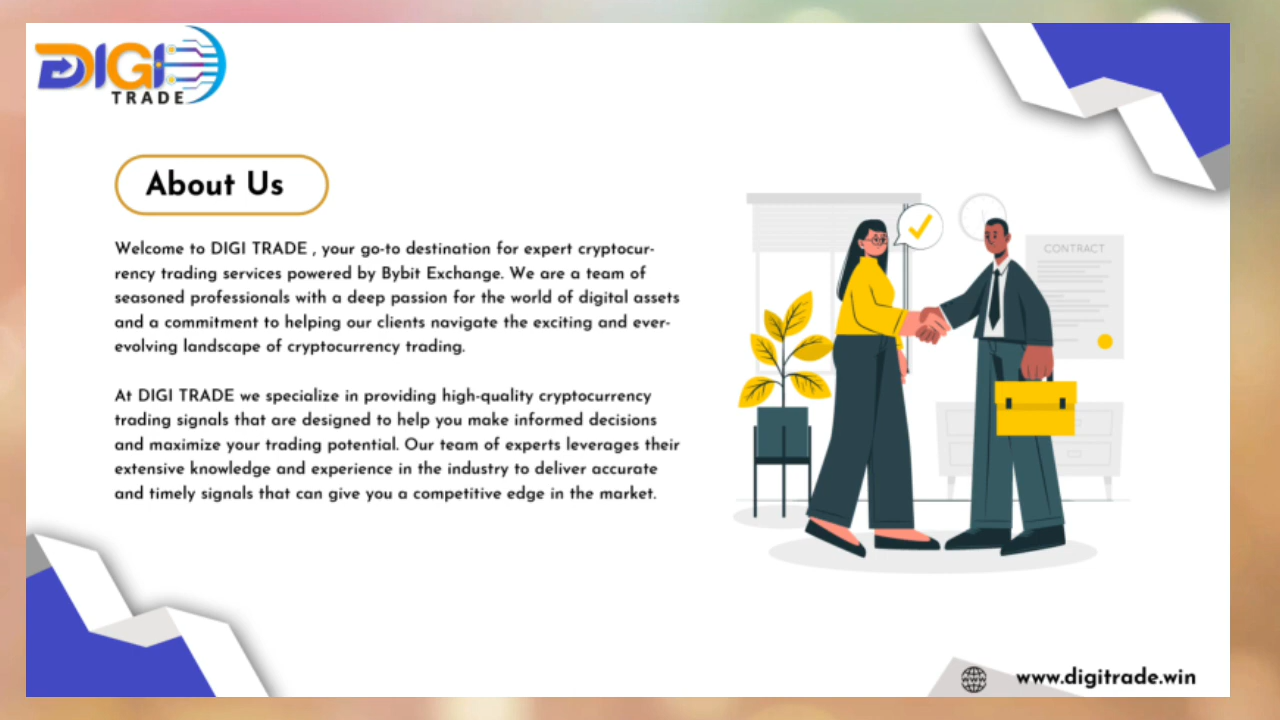 DIGI
TRADE
About Us
Welcome to DIGI TRADE , your go-to destination for expert cryptocur-
rency trading services powered by Bybit Exchange. We are a team of
seasoned professionals with a deep passion for the world of digital assets
and a commitment to helping our clients navigate the exciting and ever-
evolving landscape of cryptocurrency trading.
At DIGI TRADE we specialize in providing high-quality cryptocurrency
trading signals that are designed to help you make informed decisions
and maximize your trading potential. Our team of experts leverages their
extensive knowledge and experience in the industry to deliver accurate
and timely signals that can give you a competitive edge in the market.
CONTRACT
www.digitrade.win